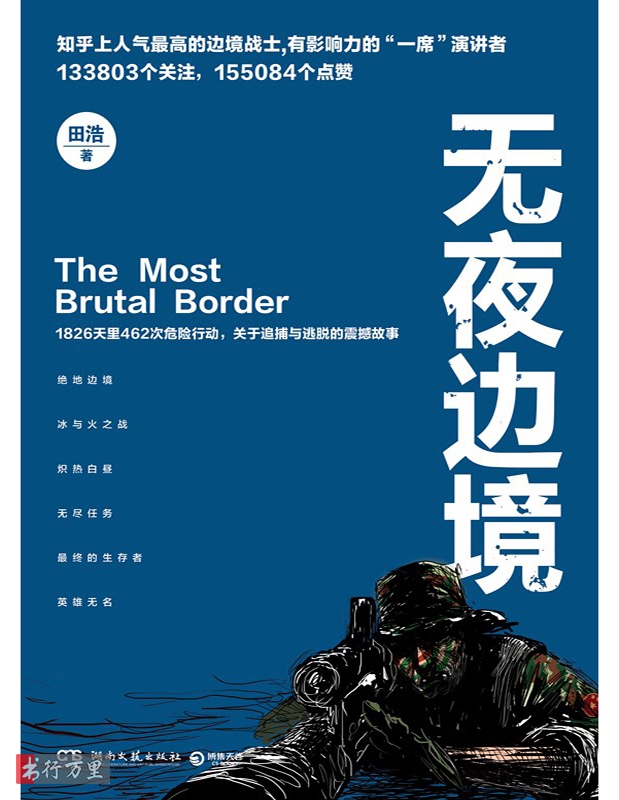 知乎上人气最高的边境战士,有影响力的“一席”演讲者
133803个关注，155084个点赞
田浩
著
无夜边境
The Most
Brutal Border
1826天里462次危险行动，关于追捕与逃脱的震撼故事
绝地边境
冰与火之战
炽热白昼
无尽任务
最终的生存者
英雄无名
湖南文艺出版社
博集天卷
CS-BOOKY
书行万里